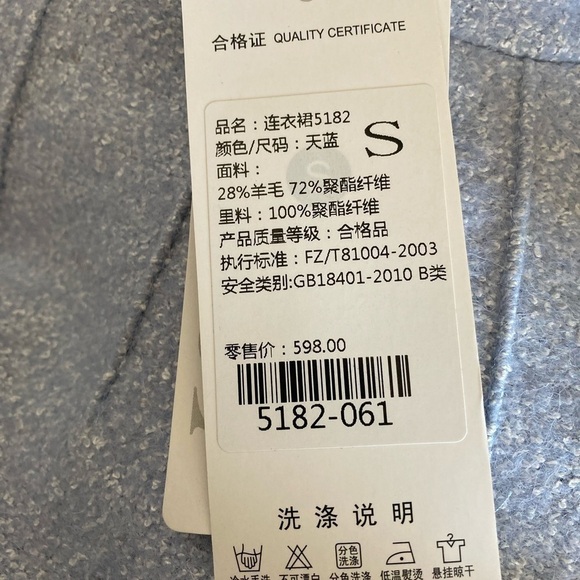 合格证 QUALITY CERTIFICATE
品名：连衣裙5182
颜色/尺码：天蓝 S
面料：
28%羊毛 72%聚酯纤维
里料：100%聚酯纤维
产品质量等级：合格品
执行标准：FZ/T81004-2003
安全类别:GB18401-2010 B类
零售价：598.00
5182-061
洗涤说明
分色
洗涤
冷水手洗 不可漂白 分色洗涤 低温熨烫 悬挂晾干